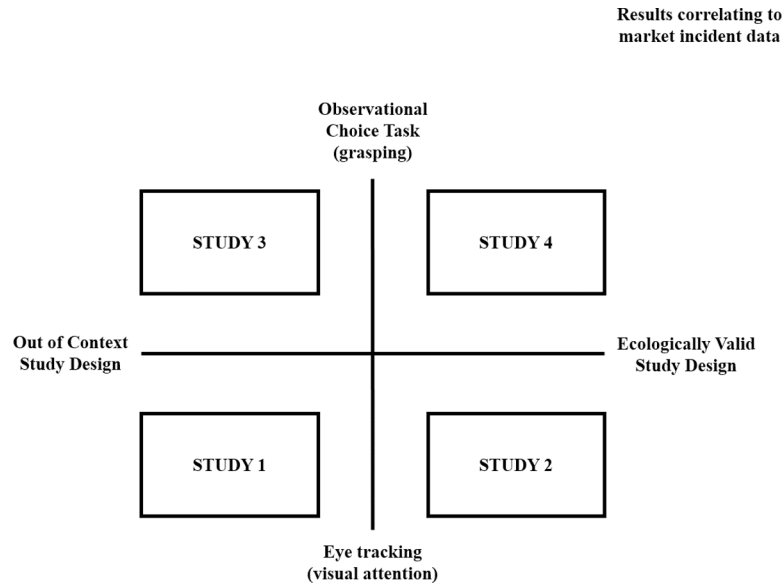 Results correlating to
market incident data
Observational
Choice Task
(grasping)
STUDY 3
STUDY 4
Out of Context
Study Design
Ecologically Valid
Study Design
STUDY 1
STUDY 2
Eye tracking
(visual attention)